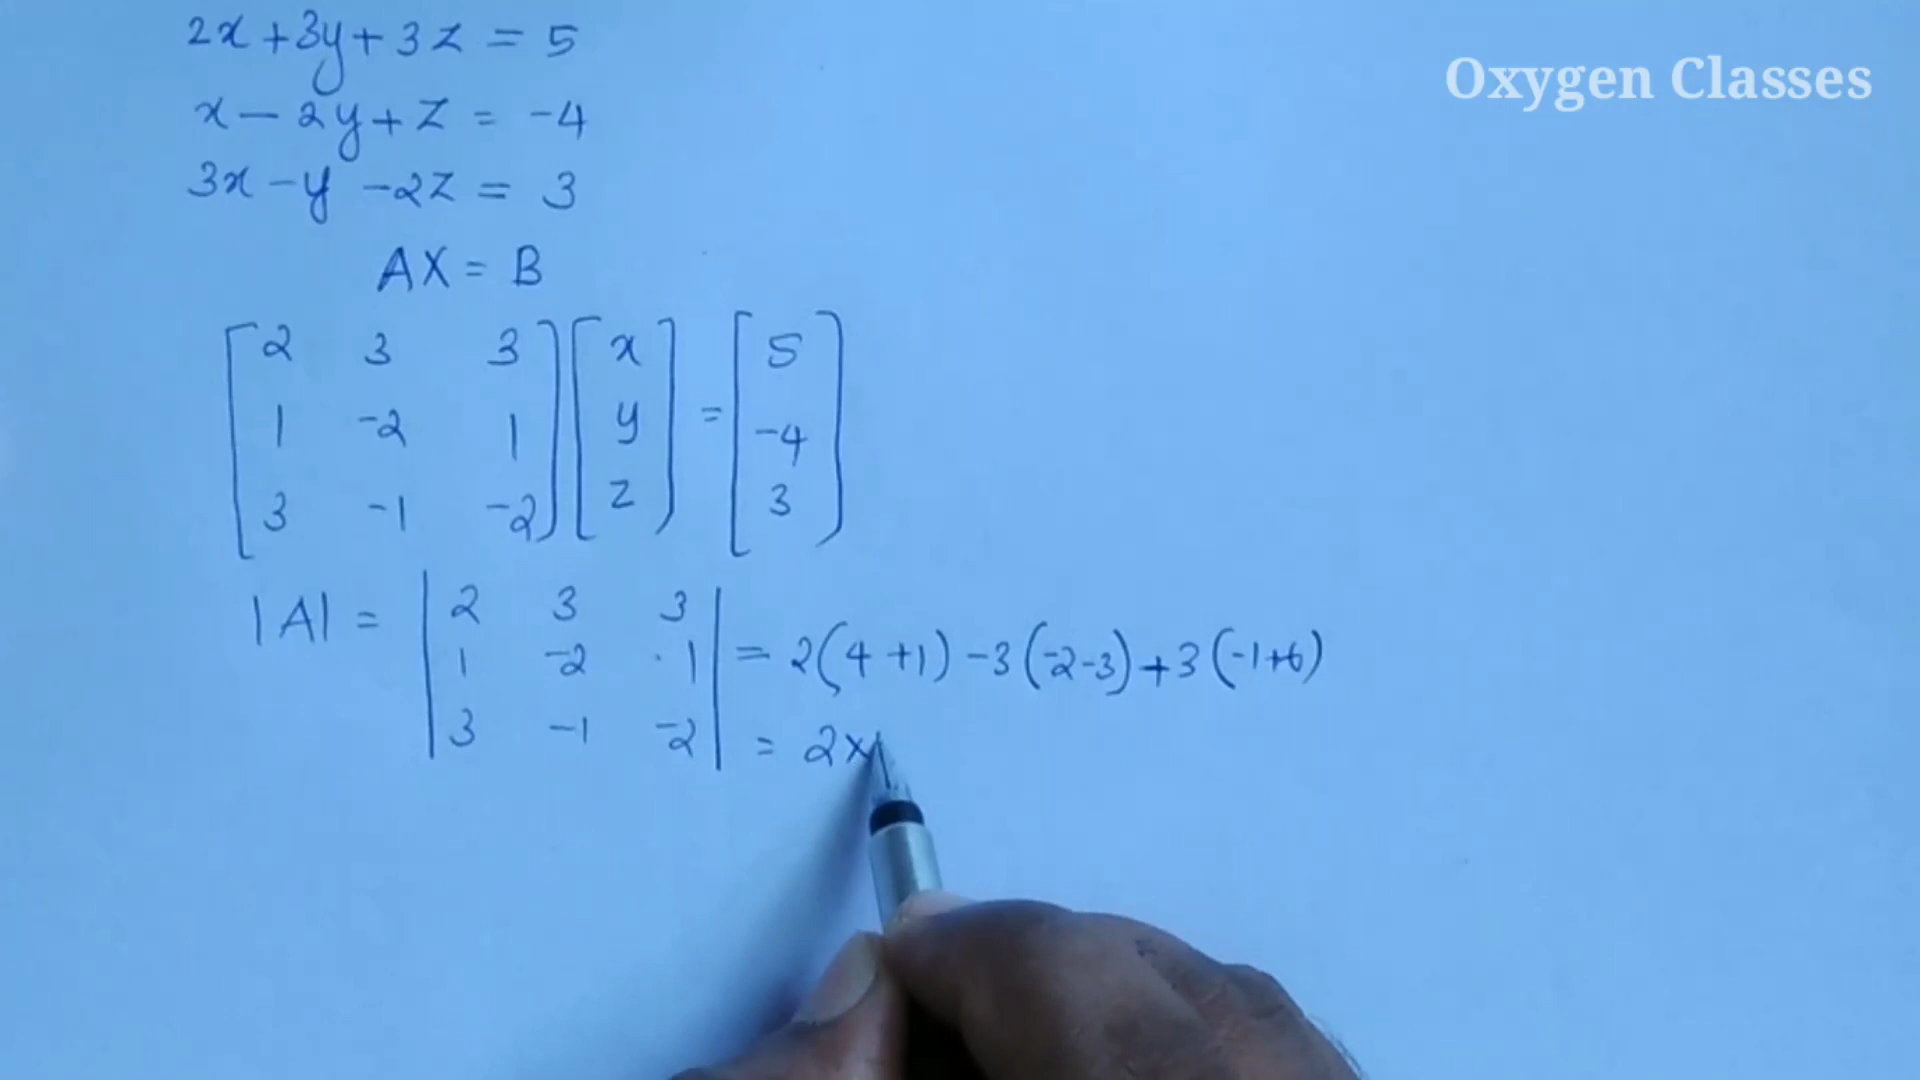 2x+3y+3z = 5
Oxygen Classes
x-2y+z = -4
3x-y-2z = 3
AX = B
[2 3 3] [x] = [5]
[1 -2 1] [y] [-4]
[3 -1 -2] [z] [3]
|A| = |2 3 3|
|1 -2 1| = 2(4+1)-3(-2-3)+3(-1+6)
|3 -1 -2| = 2x